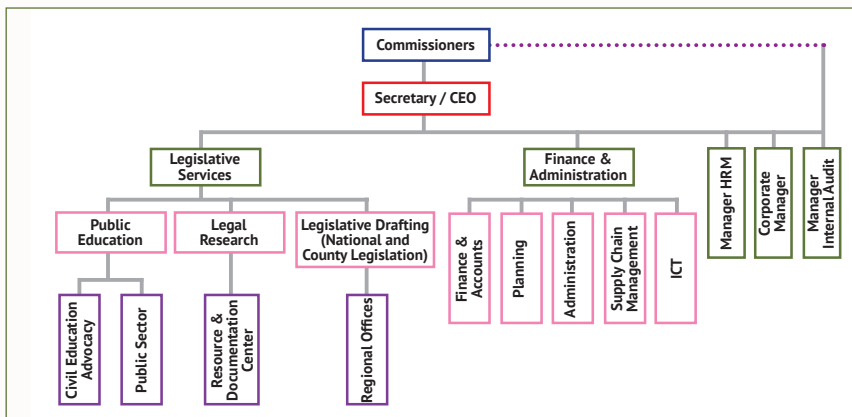 Commissioners
Secretary / CEO
Legislative
Services
Finance &
Administration
Manager HRM
Corporate
Manager
Manager
Internal Audit
Public
Education
Legal
Research
Legislative Drafting
(National and
County Legislation)
Finance &
Accounts
Planning
Administration
Supply Chain
Management
ICT
Civil Education
Advocacy
Public Sector
Resource &
Documentation
Center
Regional Offices